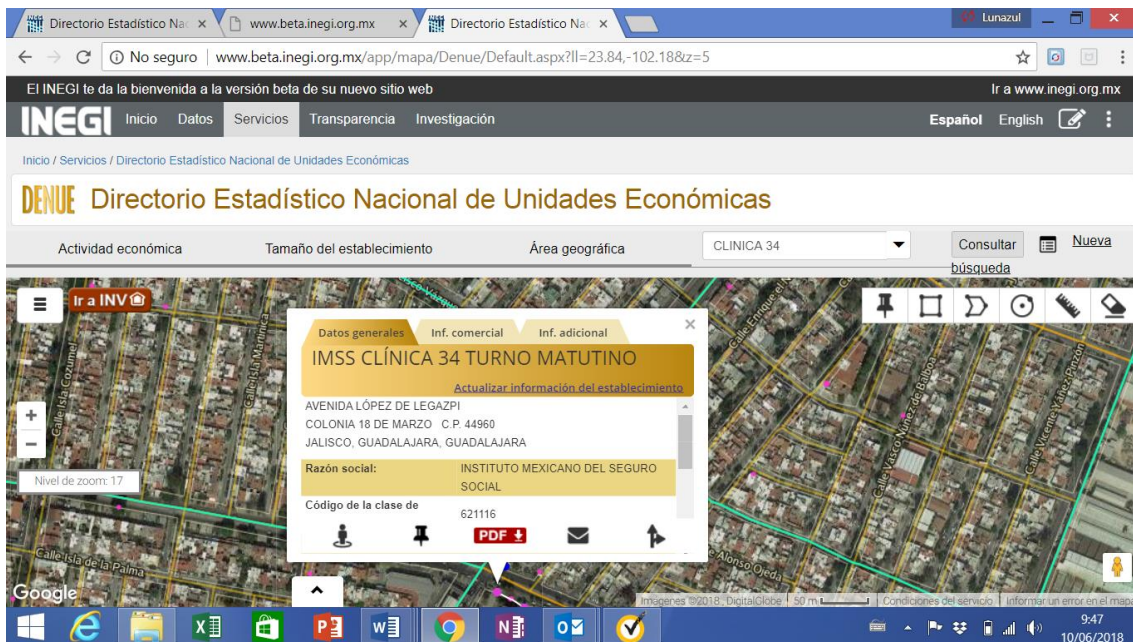 Directorio Estadístico Nac
www.beta.inegi.org.mx
Directorio Estadístico Nac
Lunazul
No seguro | www.beta.inegi.org.mx/app/mapa/Denue/Default.aspx?ll=23.84,-102.18&z=5
El INEGI te da la bienvenida a la versión beta de su nuevo sitio web
Ir a www.inegi.org.mx
INEGI Inicio Datos Servicios Transparencia Investigación
Español English
Inicio / Servicios / Directorio Estadístico Nacional de Unidades Económicas
DENUE Directorio Estadístico Nacional de Unidades Económicas
Actividad económica Tamaño del establecimiento Área geográfica CLINICA 34 Consultar Nueva
búsqueda
Ir a INV
Datos generales Inf. comercial Inf. adicional
IMSS CLÍNICA 34 TURNO MATUTINO
Actualizar información del establecimiento
AVENIDA LÓPEZ DE LEGAZPI
COLONIA 18 DE MARZO C.P. 44960
JALISCO, GUADALAJARA, GUADALAJARA
Razón social: INSTITUTO MEXICANO DEL SEGURO
SOCIAL
Código de la clase de
621116
PDF
Calle Isla Cozumel
Calle Isla Martinica
Calle Vasco Núñez de Balboa
Calle Vicente Yáñez Pinzón
+
−
Nivel de zoom: 17
Calle Isla de la Palma
Alonso Ojeda
Google
Imágenes ©2018, DigitalGlobe 50 m Condiciones del servicio Informar un error en el mapa
9:47
10/06/2018